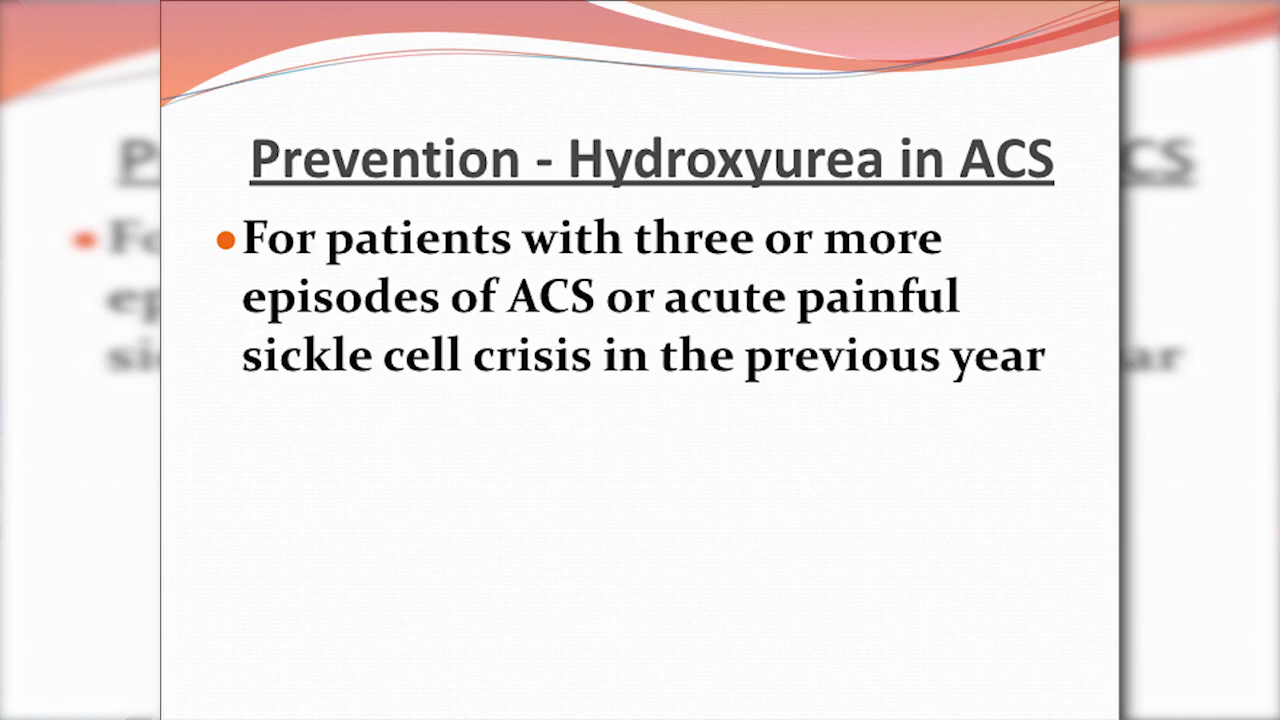 Prevention - Hydroxyurea in ACS
For patients with three or more
episodes of ACS or acute painful
sickle cell crisis in the previous year